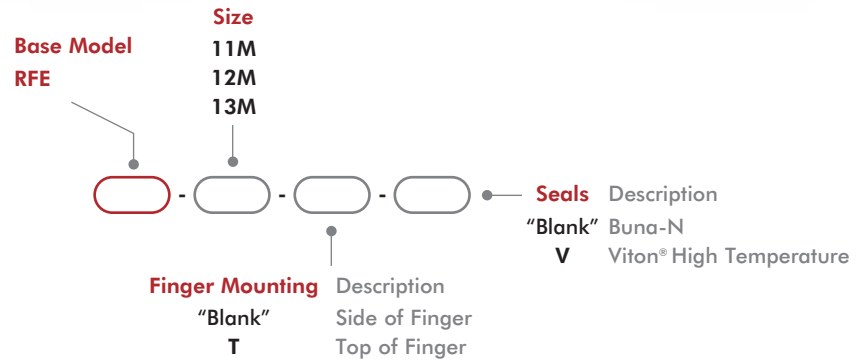 Size
Base Model
11M
RFE
12M
13M
- - -
Seals Description
“Blank” Buna-N
V Viton® High Temperature
Finger Mounting Description
“Blank” Side of Finger
T Top of Finger